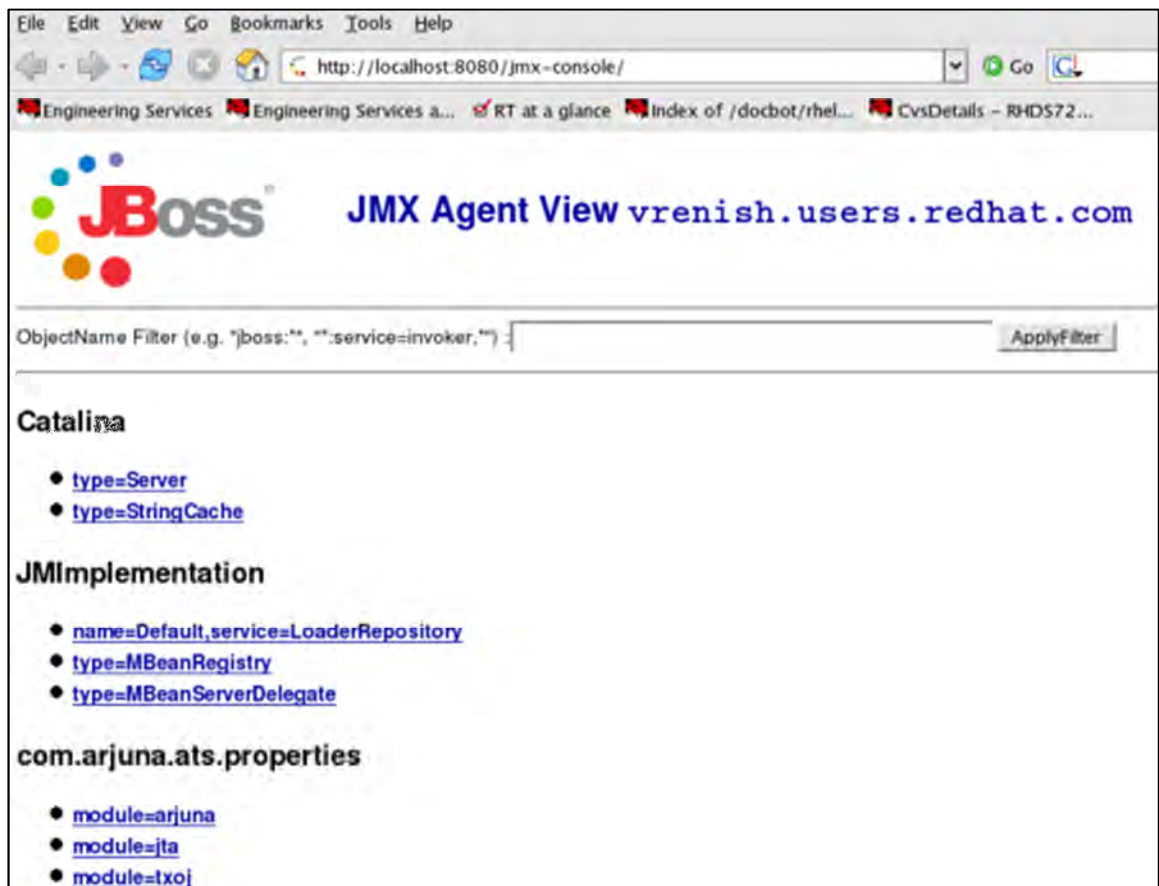 File Edit View Go Bookmarks Tools Help
http://localhost:8080/jmx-console/ Go
Engineering Services Engineering Services a... RT at a glance Index of /docbot/rhel... CvsDetails – RHDS72...
JBoss JMX Agent View vrenish.users.redhat.com
ObjectName Filter (e.g. "jboss:*", "*:service=invoker,*") : ApplyFilter
Catalina
type=Server
type=StringCache
JMImplementation
name=Default,service=LoaderRepository
type=MBeanRegistry
type=MBeanServerDelegate
com.arjuna.ats.properties
module=arjuna
module=jta
module=txoj